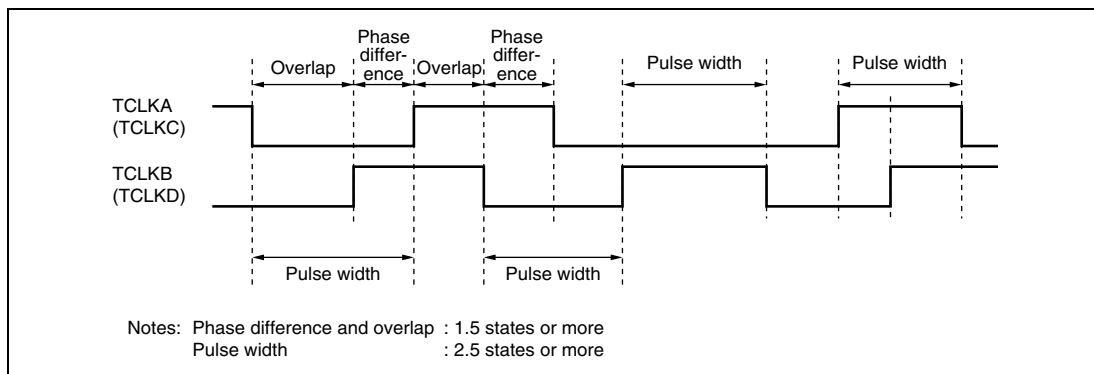 Phase
differ-
ence
Phase
differ-
ence
Overlap
Overlap
Pulse width
Pulse width
TCLKA
(TCLKC)
TCLKB
(TCLKD)
Pulse width
Pulse width
Notes: Phase difference and overlap : 1.5 states or more
Pulse width : 2.5 states or more